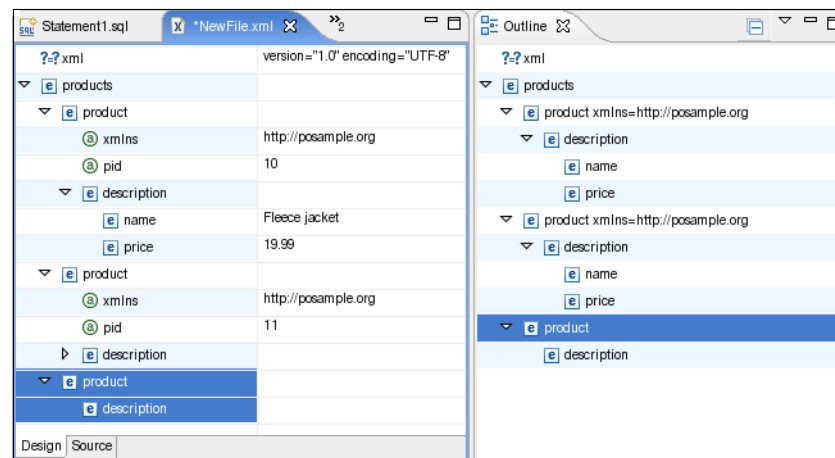 SQL Statement1.sql X *NewFile.xml »2 Outline
?=? xml version="1.0" encoding="UTF-8"
e products
e product
a xmlns http://posample.org
a pid 10
e description
e name Fleece jacket
e price 19.99
e product
a xmlns http://posample.org
a pid 11
e description
e product
e description
Design Source
?=? xml
e products
e product xmlns=http://posample.org
e description
e name
e price
e product xmlns=http://posample.org
e description
e name
e price
e product
e description